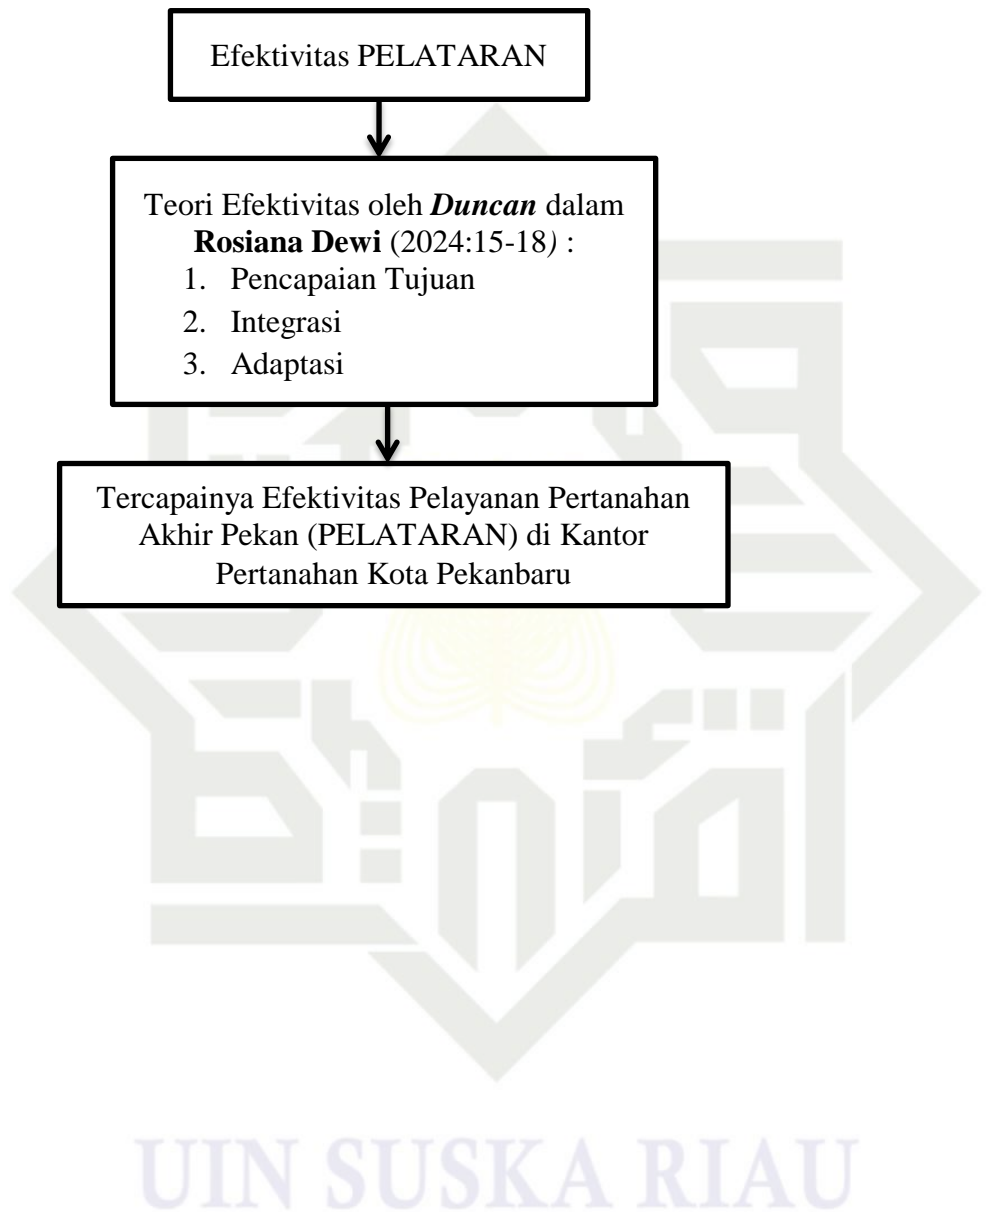 Efektivitas PELATARAN
Teori Efektivitas oleh Duncan dalam
Rosiana Dewi (2024:15-18) :
1. Pencapaian Tujuan
2. Integrasi
3. Adaptasi
Tercapainya Efektivitas Pelayanan Pertanahan
Akhir Pekan (PELATARAN) di Kantor
Pertanahan Kota Pekanbaru
UIN SUSKA RIAU